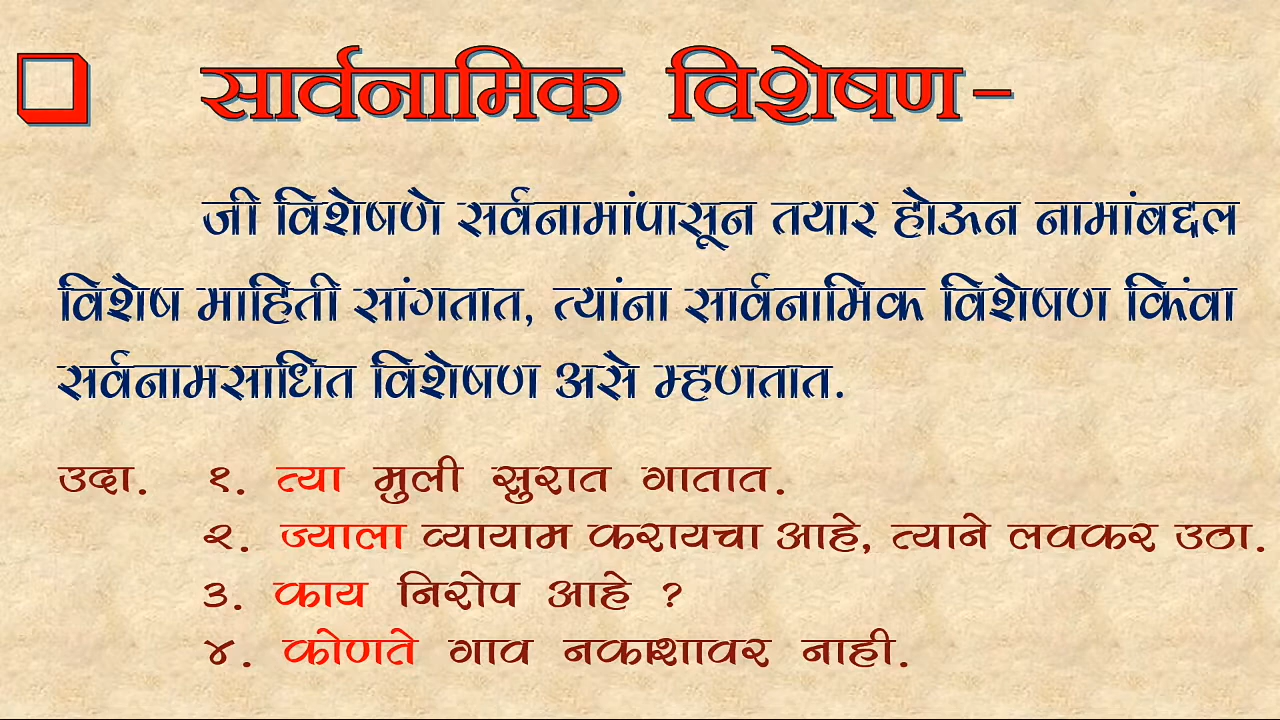 सार्वनामिक विशेषण-
जी विशेषणे सर्वनामांपासून तयार होऊन नामांबद्दल
विशेष माहिती सांगतात, त्यांना सार्वनामिक विशेषण किंवा
सर्वनामसाधित विशेषण असे म्हणतात.
उदा. १. त्या मुली सुरात गातात.
२. ज्याला व्यायाम करायचा आहे, त्याने लवकर उठा.
३. काय निरोप आहे ?
४. कोणते गाव नकाशावर नाही.